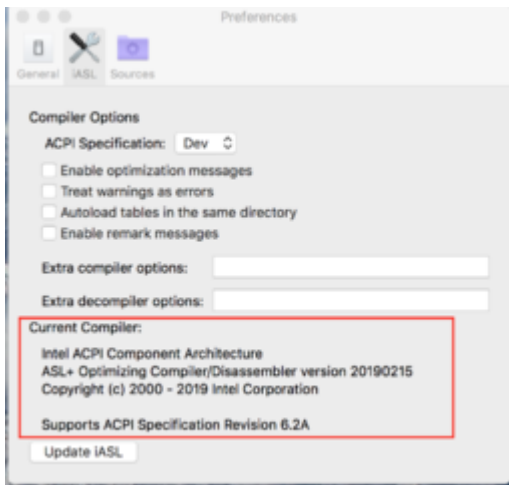 Preferences
General iASL Sources
Compiler Options
ACPI Specification: Dev
Enable optimization messages
Treat warnings as errors
Autoload tables in the same directory
Enable remark messages
Extra compiler options:
Extra decompiler options:
Current Compiler:
Intel ACPI Component Architecture
ASL+ Optimizing Compiler/Disassembler version 20190215
Copyright (c) 2000 - 2019 Intel Corporation
Supports ACPI Specification Revision 6.2A
Update iASL